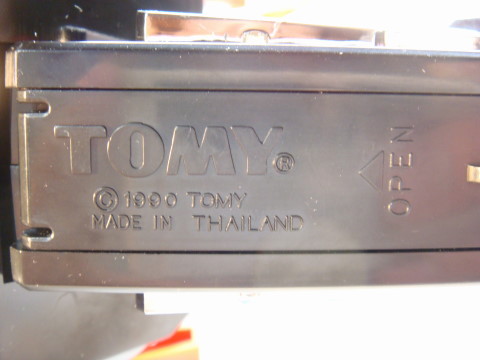 TOMY®
© 1990 TOMY
MADE IN THAILAND
OPEN